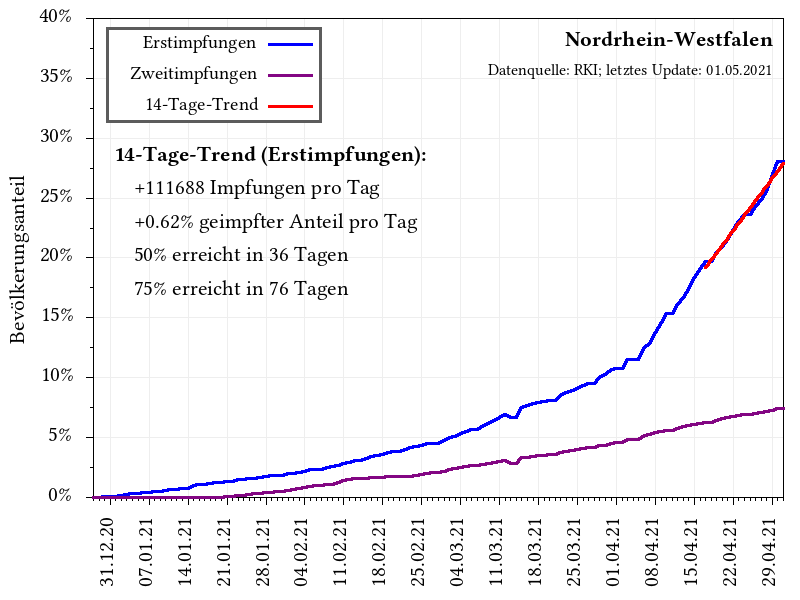 40%
35%
30%
25%
20%
15%
10%
5%
0%
Bevölkerungsanteil
Erstimpfungen
Zweitimpfungen
14-Tage-Trend
Nordrhein-Westfalen
Datenquelle: RKI; letztes Update: 01.05.2021
14-Tage-Trend (Erstimpfungen):
+111688 Impfungen pro Tag
+0.62% geimpfter Anteil pro Tag
50% erreicht in 36 Tagen
75% erreicht in 76 Tagen
31.12.20
07.01.21
14.01.21
21.01.21
28.01.21
04.02.21
11.02.21
18.02.21
25.02.21
04.03.21
11.03.21
18.03.21
25.03.21
01.04.21
08.04.21
15.04.21
22.04.21
29.04.21